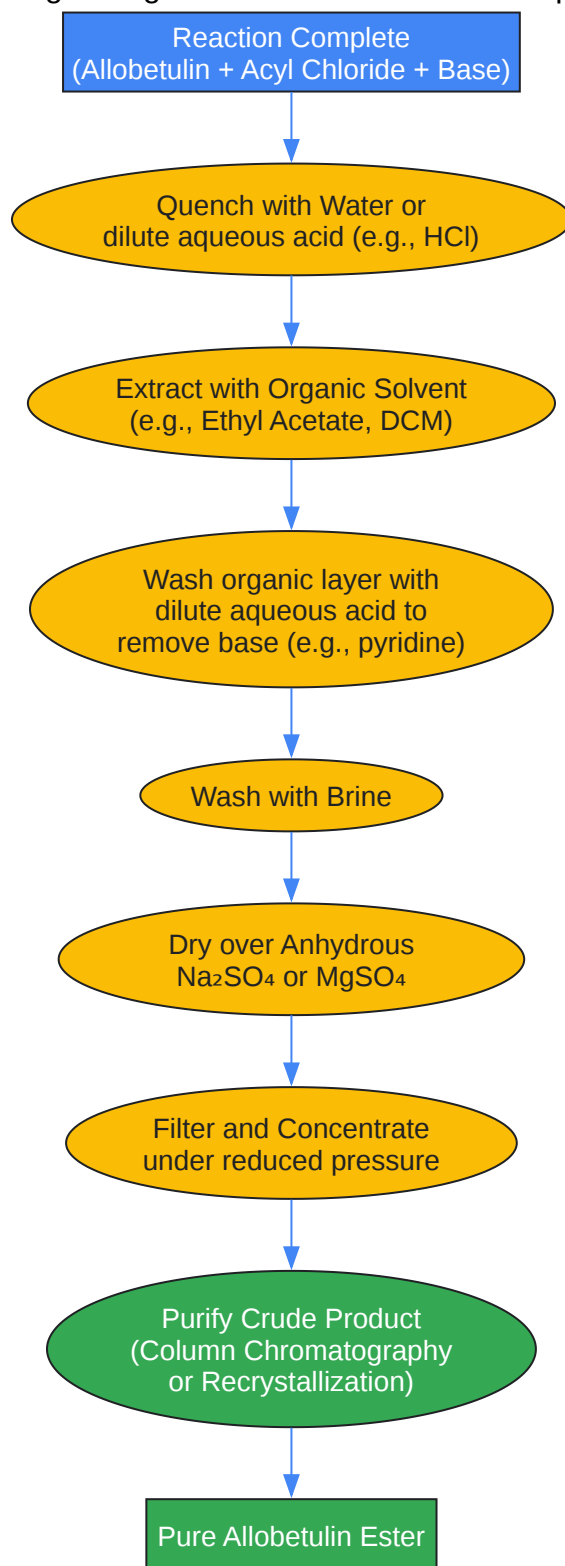 Reaction Complete
(Allobetulin + Acyl Chloride + Base)
Quench with Water or
dilute aqueous acid (e.g., HCl)
Extract with Organic Solvent
(e.g., Ethyl Acetate, DCM)
Wash organic layer with
dilute aqueous acid to
remove base (e.g., pyridine)
Wash with Brine
Dry over Anhydrous
Na₂SO₄ or MgSO₄
Filter and Concentrate
under reduced pressure
Purify Crude Product
(Column Chromatography
or Recrystallization)
Pure Allobetulin Ester